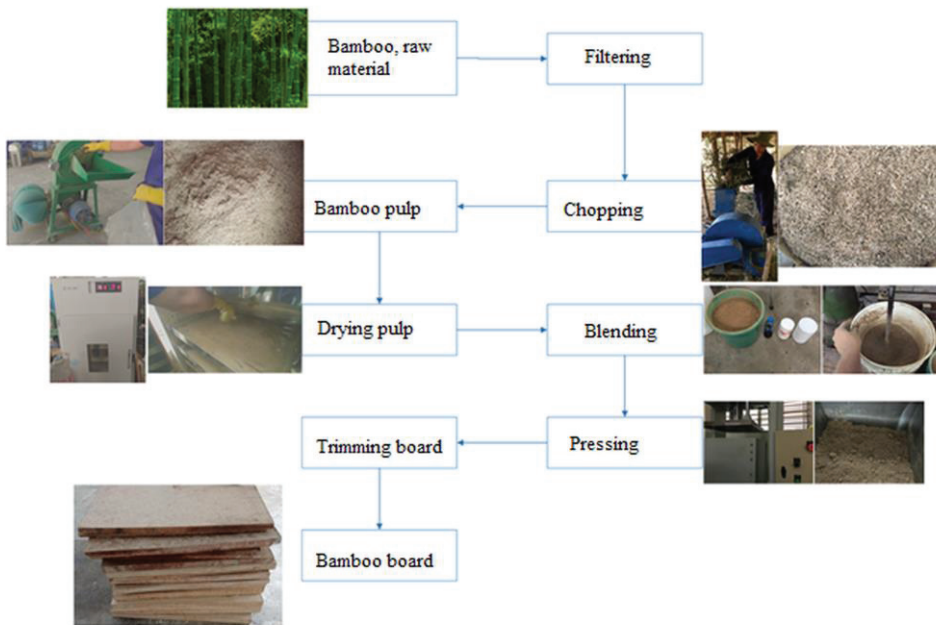 Bamboo, raw
material
Filtering
Bamboo pulp
Chopping
Drying pulp
Blending
Trimming board
Pressing
Bamboo board